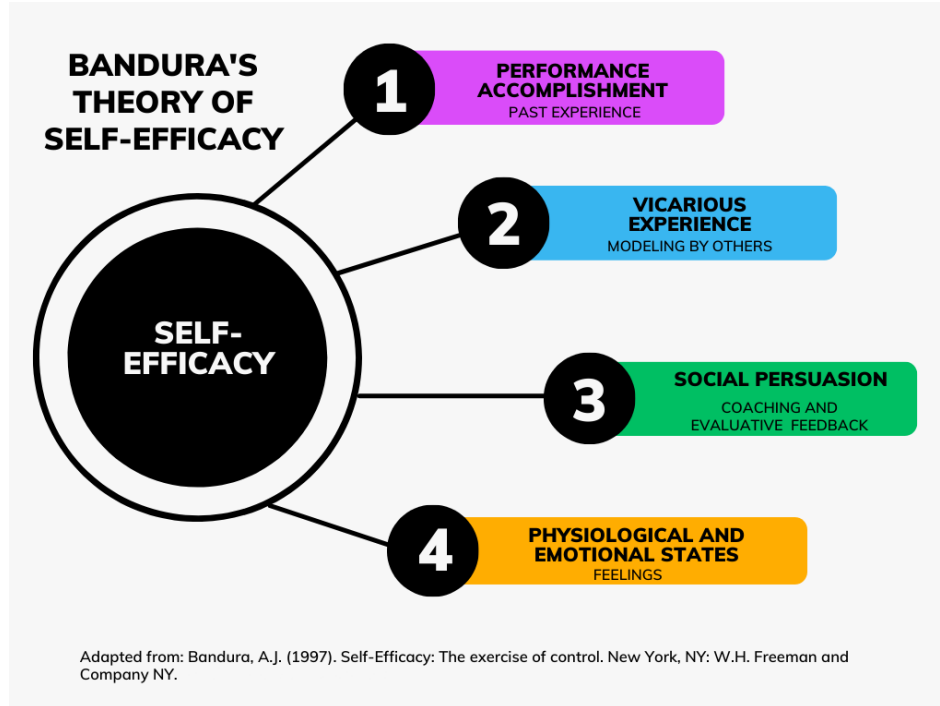 BANDURA'S
THEORY OF
SELF-EFFICACY
1
PERFORMANCE
ACCOMPLISHMENT
PAST EXPERIENCE
2
VICARIOUS
EXPERIENCE
MODELING BY OTHERS
SELF-
EFFICACY
3
SOCIAL PERSUASION
COACHING AND
EVALUATIVE FEEDBACK
4
PHYSIOLOGICAL AND
EMOTIONAL STATES
FEELINGS
Adapted from: Bandura, A.J. (1997). Self-Efficacy: The exercise of control. New York, NY: W.H. Freeman and
Company NY.